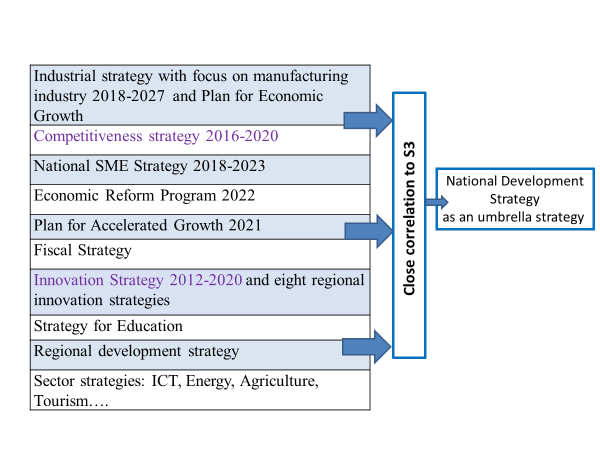 Industrial strategy with focus on manufacturing
industry 2018-2027 and Plan for Economic
Growth
Competitiveness strategy 2016-2020
National SME Strategy 2018-2023
Economic Reform Program 2022
Plan for Accelerated Growth 2021
Fiscal Strategy
Innovation Strategy 2012-2020 and eight regional
innovation strategies
Strategy for Education
Regional development strategy
Sector strategies: ICT, Energy, Agriculture,
Tourism….
Close correlation to S3
National Development
Strategy
as an umbrella strategy